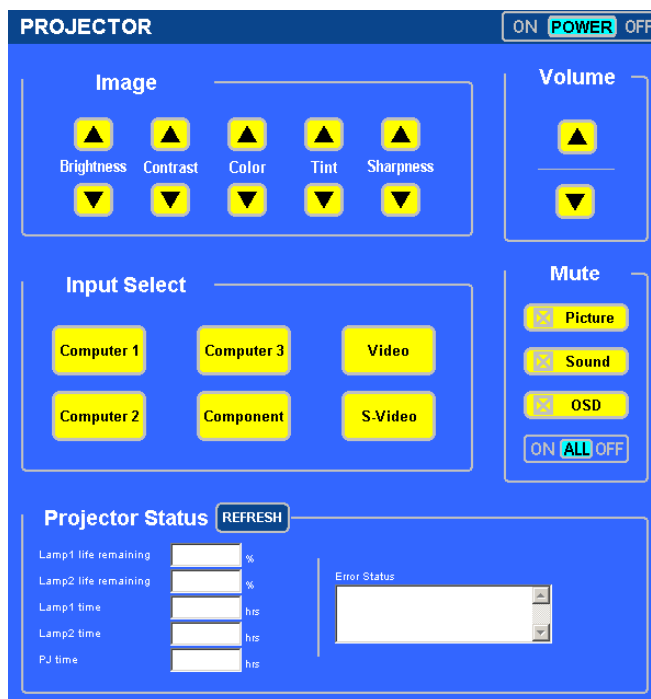 PROJECTOR ON POWER OFF
Image
Volume
Brightness Contrast Color Tint Sharpness
Input Select
Mute
Computer 1 Computer 3 Video
Picture
Sound
Computer 2 Component S-Video
OSD
ON ALL OFF
Projector Status REFRESH
Lamp1 life remaining %
Lamp2 life remaining %
Lamp1 time hrs
Lamp2 time hrs
PJ time hrs
Error Status